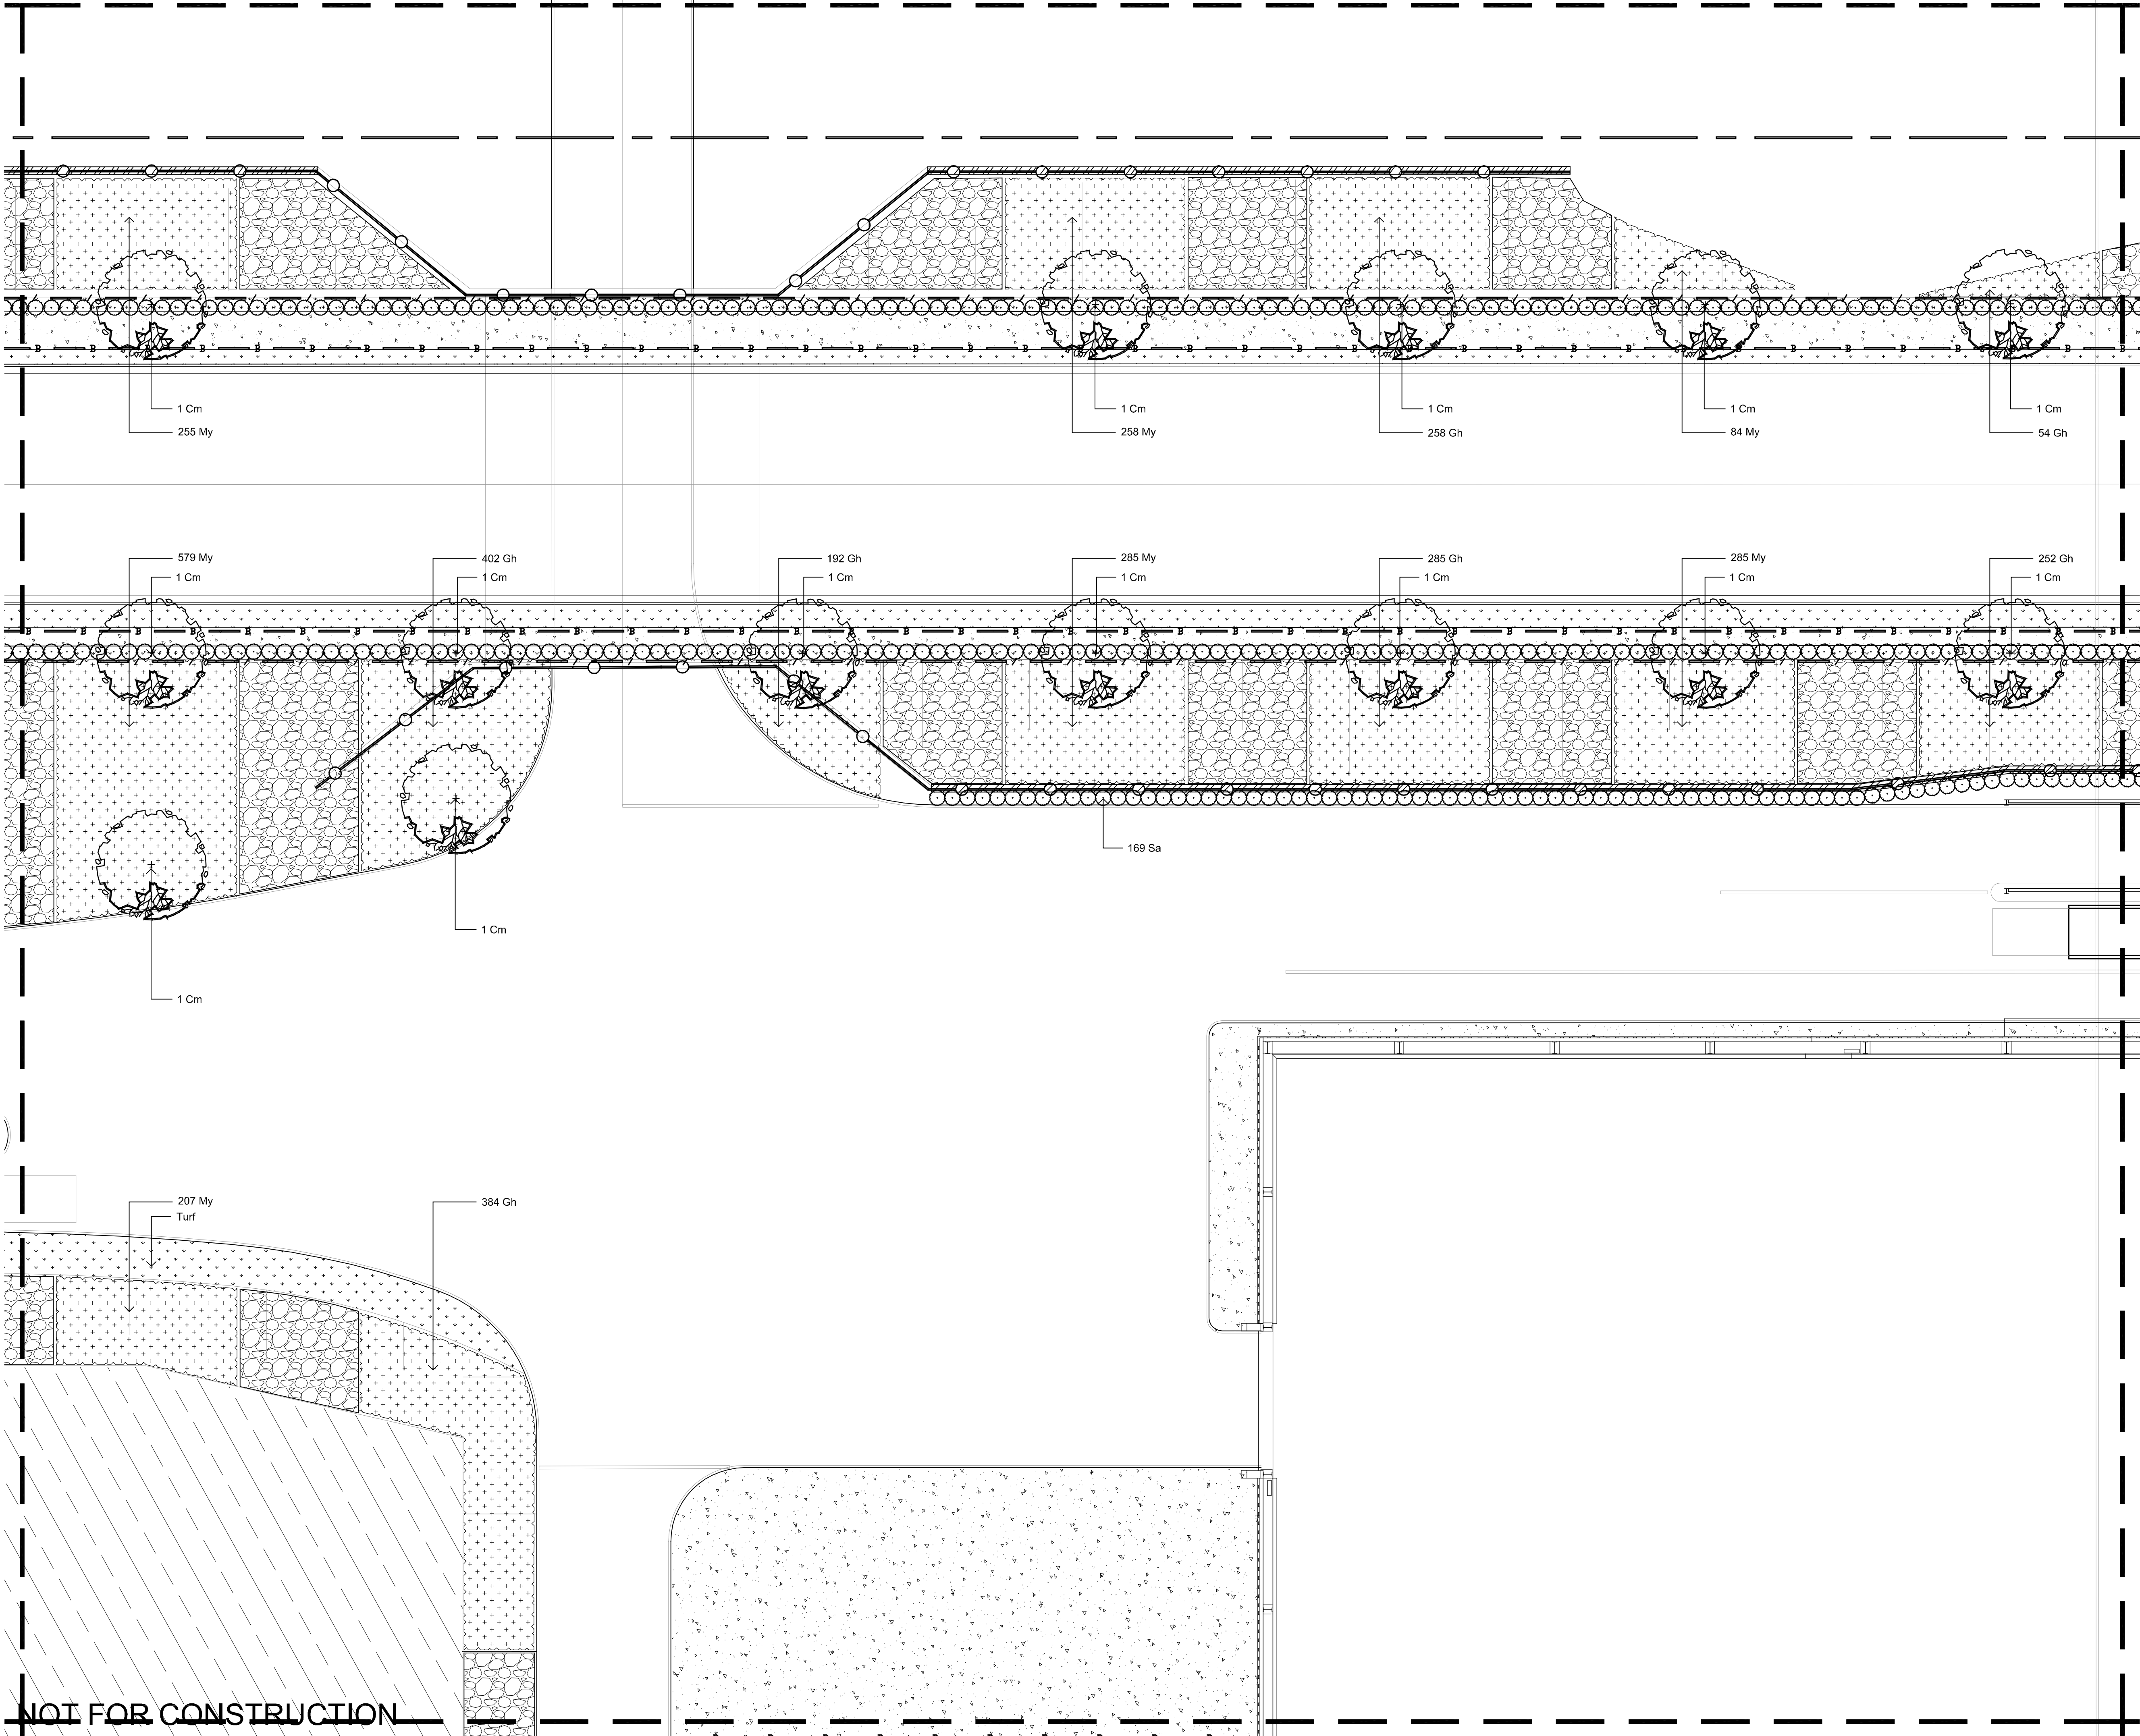 1 Cm
255 My
1 Cm
258 My
1 Cm
258 Gh
1 Cm
84 My
1 Cm
54 Gh
579 My
1 Cm
402 Gh
1 Cm
192 Gh
1 Cm
285 My
1 Cm
285 Gh
1 Cm
285 My
1 Cm
252 Gh
1 Cm
169 Sa
1 Cm
1 Cm
207 My
Turf
384 Gh
NOT FOR CONSTRUCTION